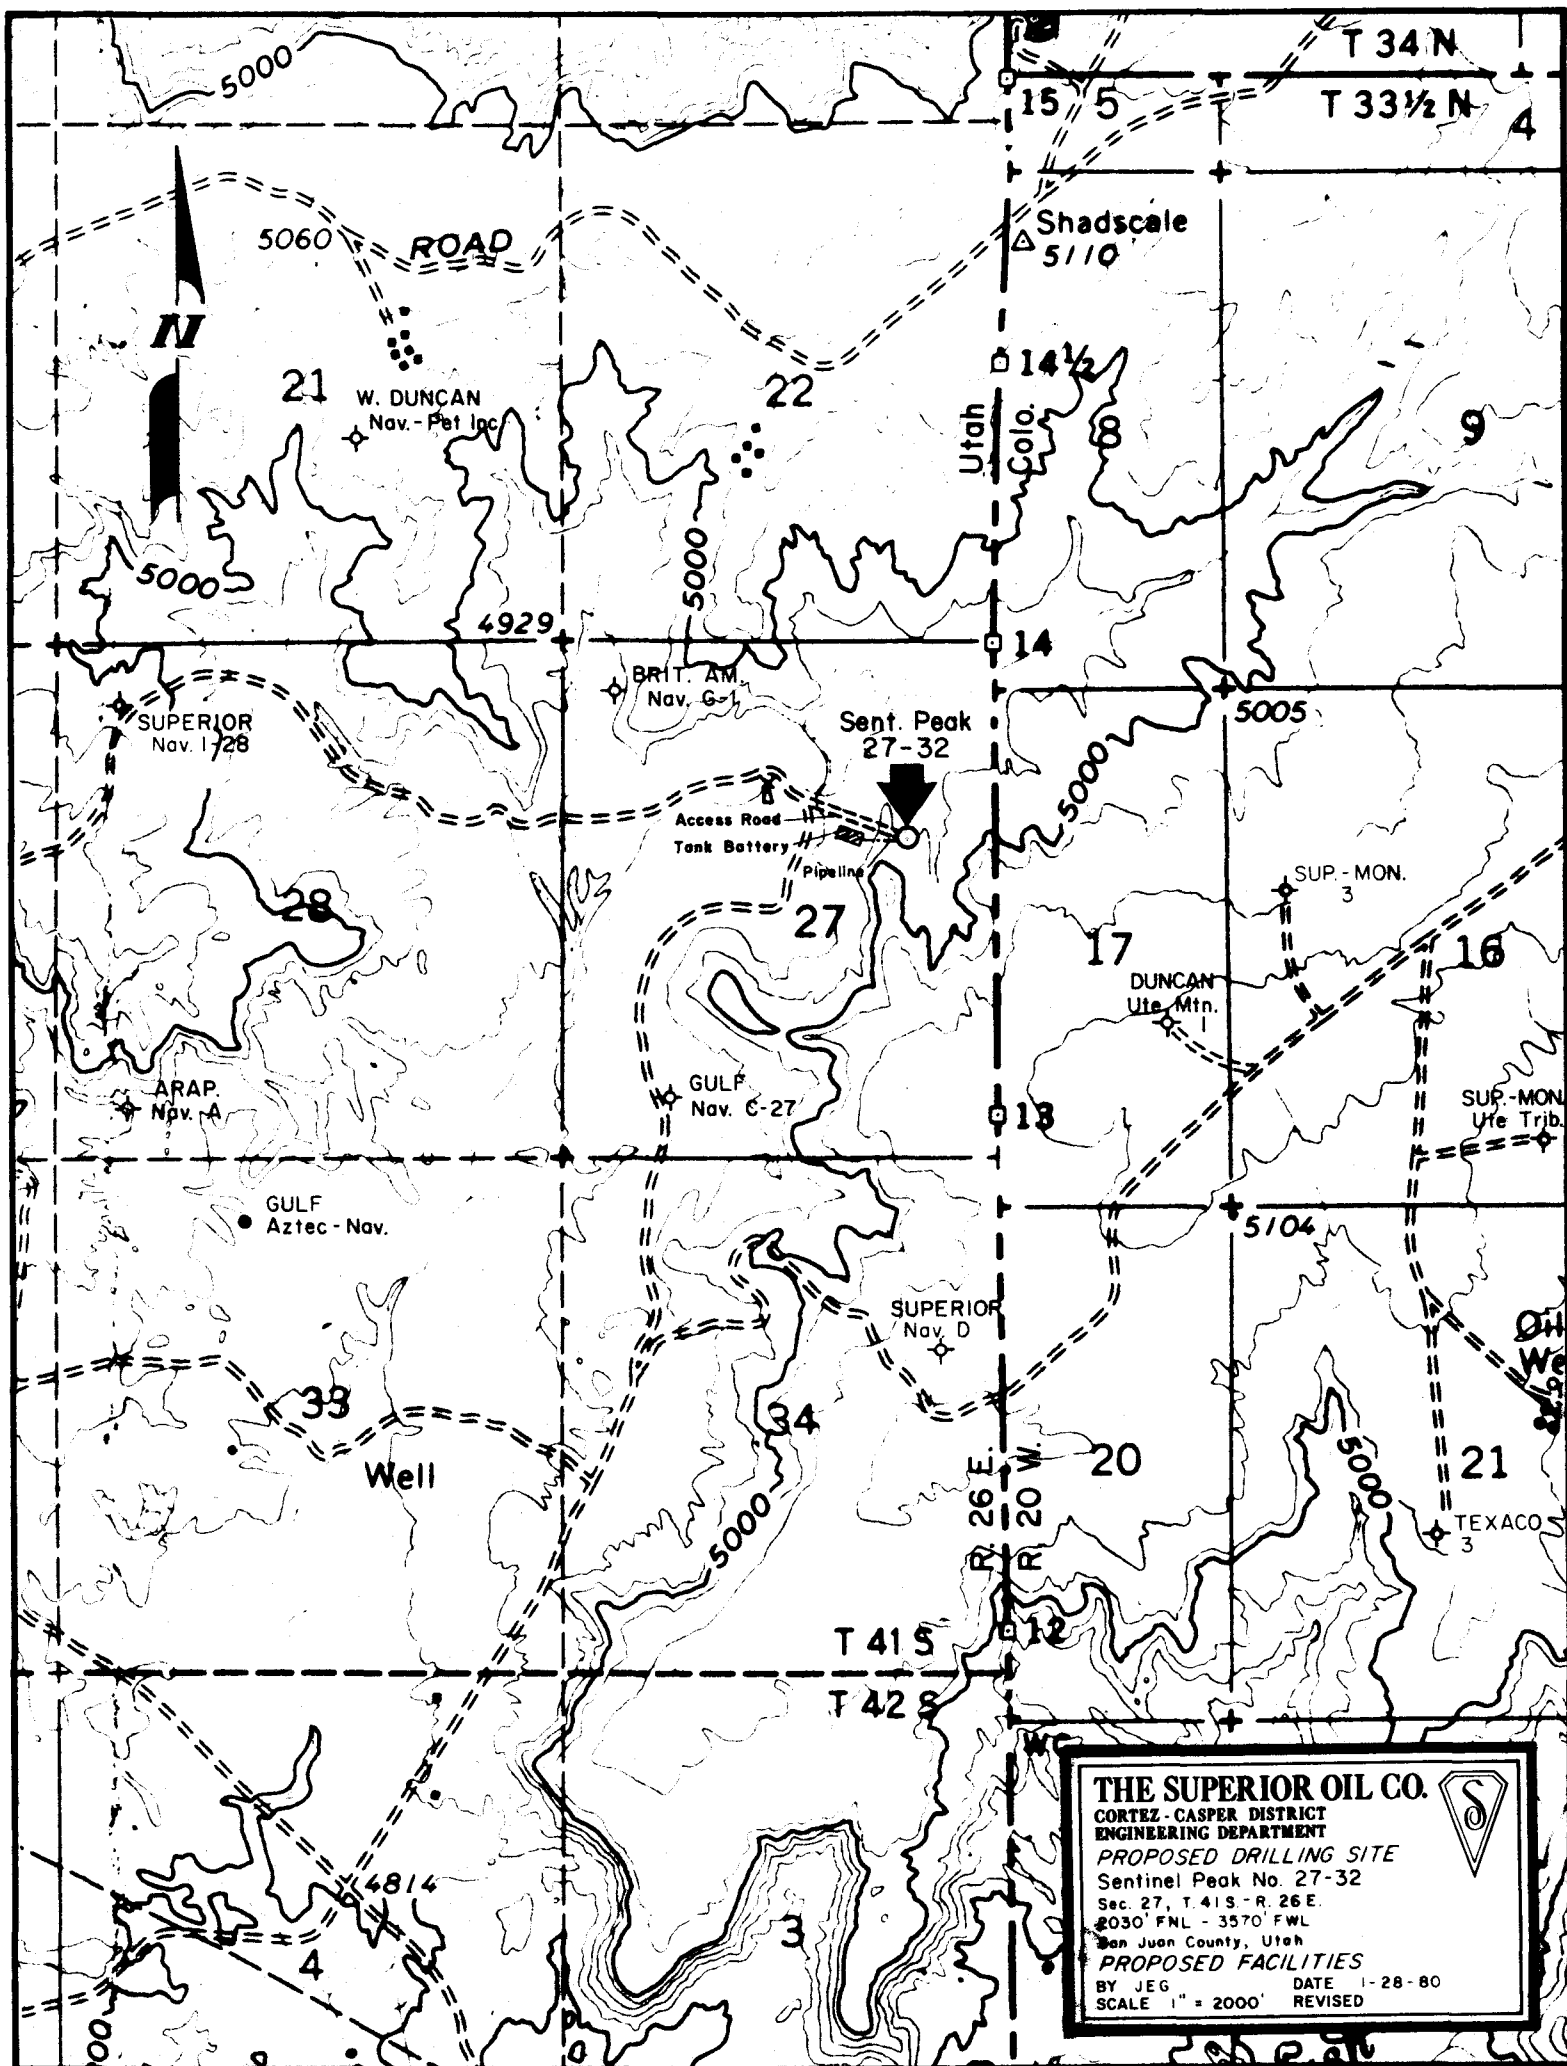 T 34 N
5000
15
5
T 33½ N
4
Shadscale
5110
5060
ROAD
N
14½
21
W. DUNCAN
Nav.-Pet Inc.
22
Utah
Colo.
8
9
5000
5000
4929
14
BRIT. AM.
Nav. G-1
SUPERIOR
Nav. 1-28
Sent. Peak
27-32
5005
5000
Access Road
Tank Battery
Pipeline
SUP.-MON.
3
28
27
17
16
DUNCAN
Ute Mtn.
1
ARAP.
Nav. A
GULF
Nav. C-27
13
SUP.-MON.
Ute Trib.
GULF
Aztec-Nav.
5104
SUPERIOR
Nav. D
Oil
We
33
34
Well
R. 26 E.
R. 20 W.
20
5000
21
5000
TEXACO
3
T 41 S
12
T 42 S
WC
THE SUPERIOR OIL CO.
S
CORTEZ-CASPER DISTRICT
ENGINEERING DEPARTMENT
PROPOSED DRILLING SITE
Sentinel Peak No. 27-32
Sec. 27, T. 41 S.-R. 26 E.
2030' FNL - 3570' FWL
San Juan County, Utah
PROPOSED FACILITIES
BY JEG DATE 1-28-80
SCALE 1" = 2000' REVISED
4814
3
4